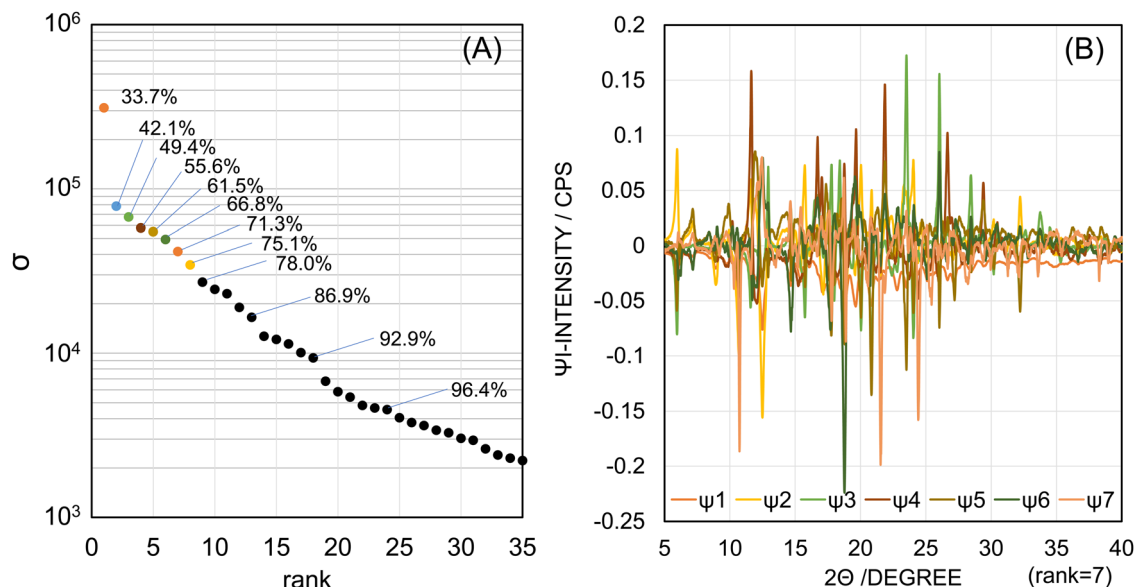 (A)
10⁶
33.7%
42.1%
49.4%
55.6%
61.5%
66.8%
71.3%
75.1%
78.0%
86.9%
92.9%
96.4%
10⁵
10⁴
10³
σ
0 5 10 15 20 25 30 35
rank
(B)
0.2
0.15
0.1
0.05
0
-0.05
-0.1
-0.15
-0.2
-0.25
ΨI-INTENSITY / CPS
ψ1 ψ2 ψ3 ψ4 ψ5 ψ6 ψ7
5 10 15 20 25 30 35 40
2Θ /DEGREE (rank=7)